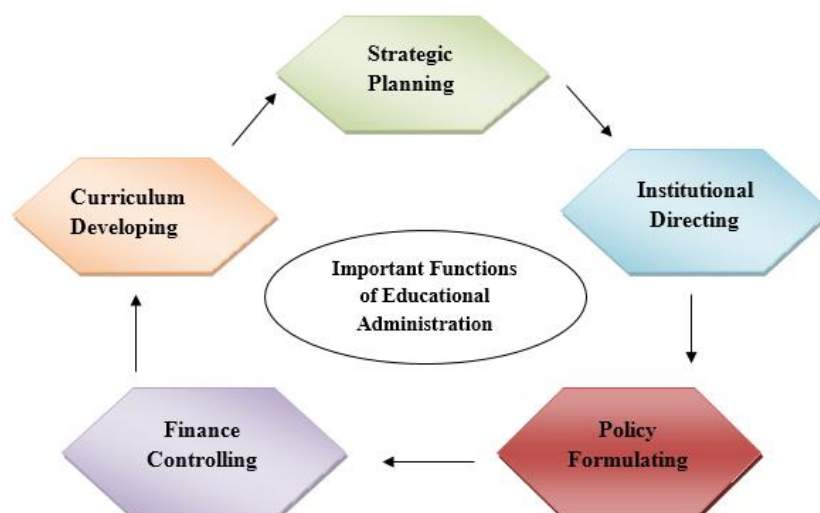 Strategic
Planning
Institutional
Directing
Policy
Formulating
Finance
Controlling
Curriculum
Developing
Important Functions
of Educational
Administration